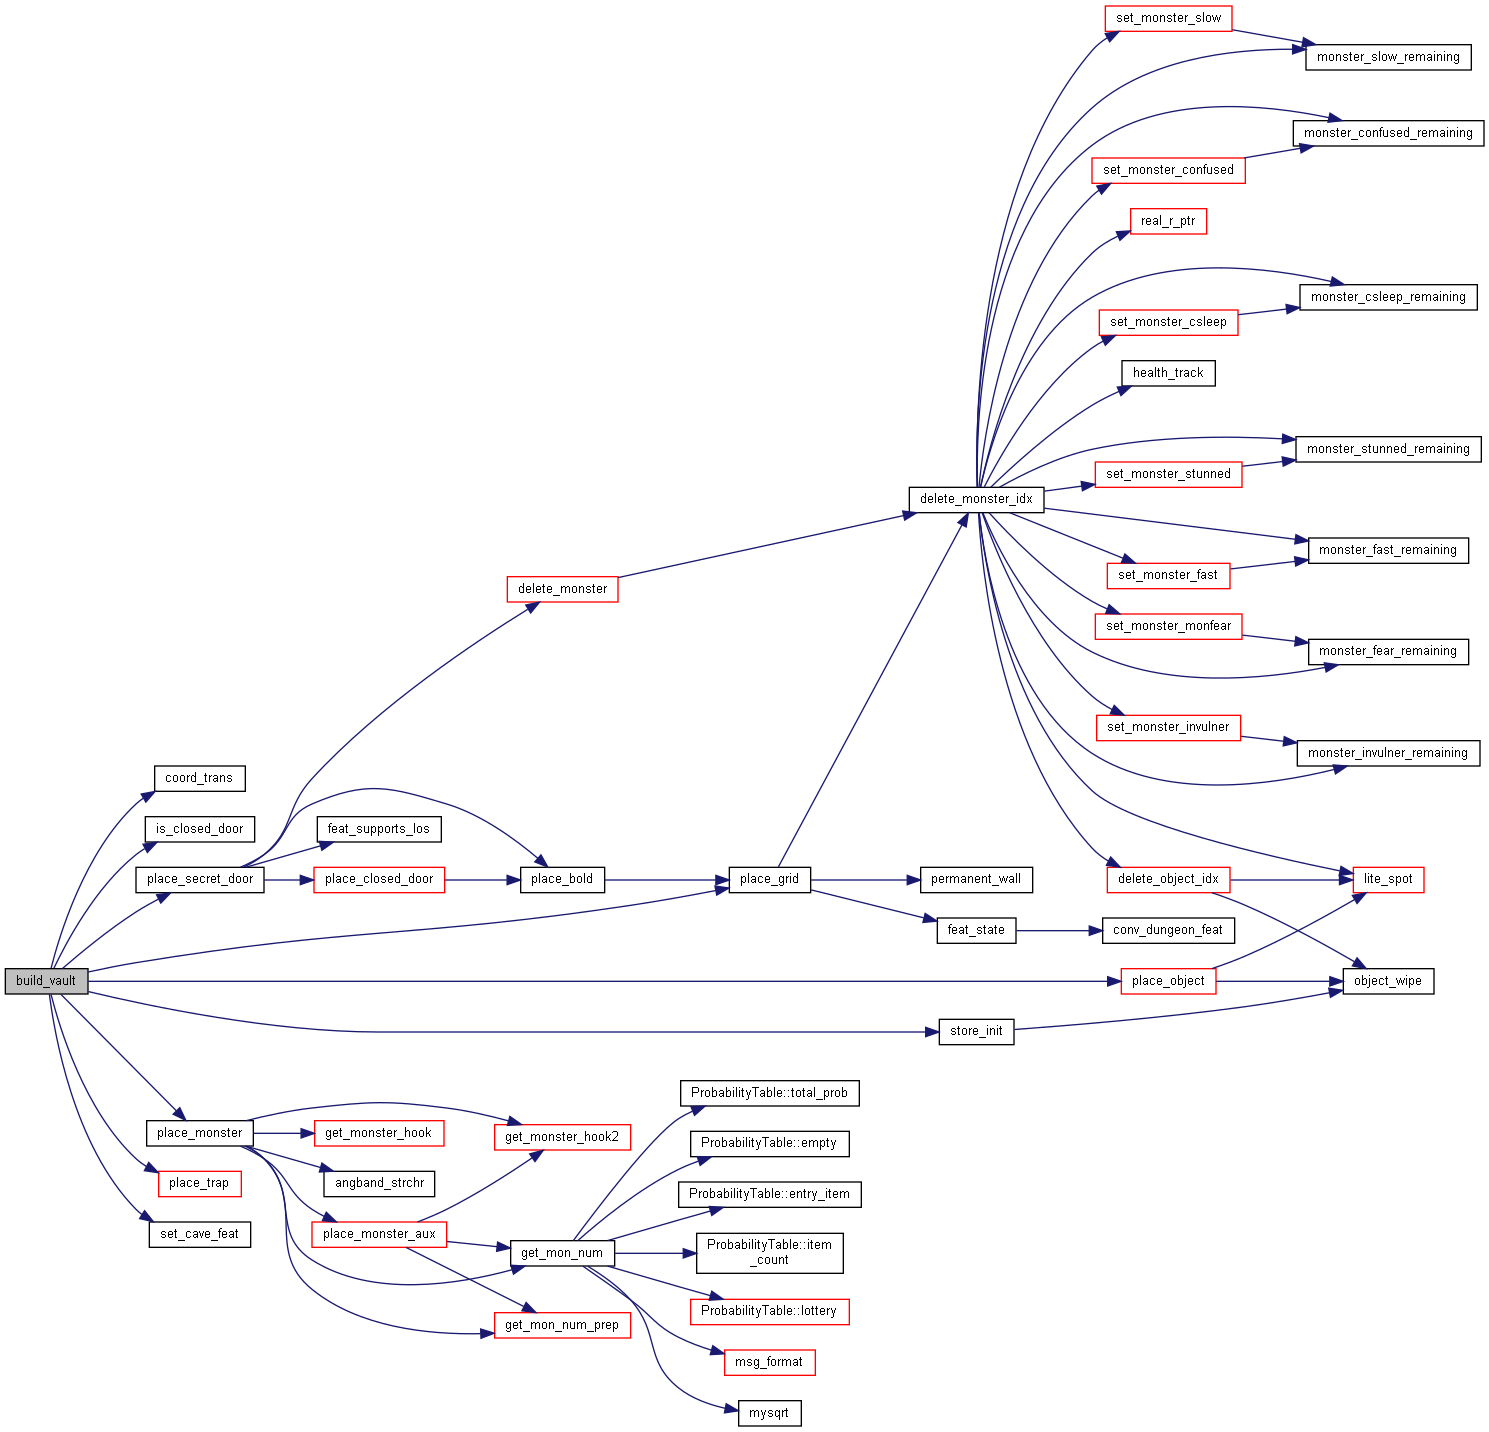 set_monster_slow
monster_slow_remaining
monster_confused_remaining
set_monster_confused
real_r_ptr
monster_csleep_remaining
set_monster_csleep
health_track
monster_stunned_remaining
set_monster_stunned
delete_monster_idx
monster_fast_remaining
set_monster_fast
delete_monster
set_monster_monfear
monster_fear_remaining
set_monster_invulner
monster_invulner_remaining
coord_trans
is_closed_door
feat_supports_los
place_secret_door
place_closed_door
place_bold
place_grid
permanent_wall
delete_object_idx
lite_spot
feat_state
conv_dungeon_feat
build_vault
place_object
object_wipe
store_init
ProbabilityTable::total_prob
place_monster
get_monster_hook
get_monster_hook2
ProbabilityTable::empty
place_trap
angband_strchr
ProbabilityTable::entry_item
set_cave_feat
place_monster_aux
get_mon_num
ProbabilityTable::item
_count
ProbabilityTable::lottery
get_mon_num_prep
msg_format
mysqrt